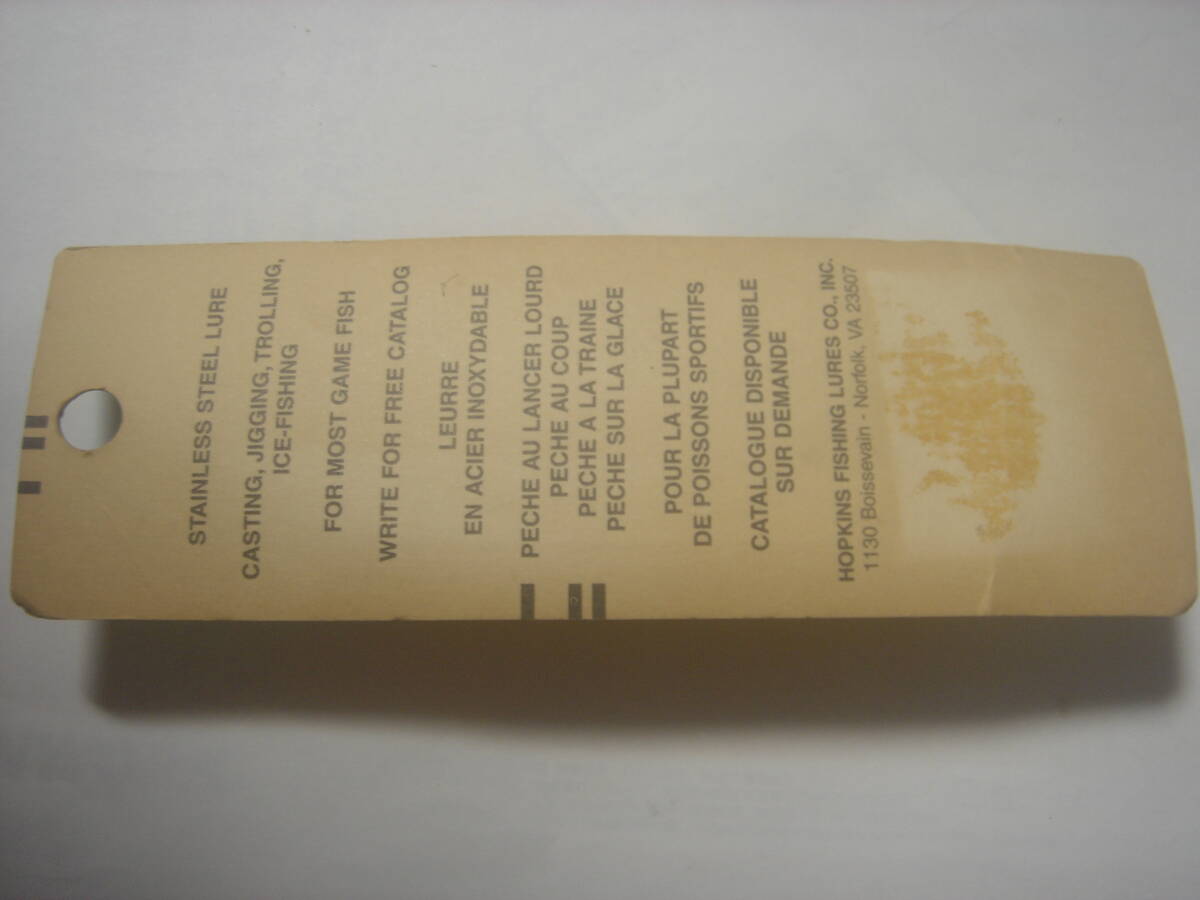 STAINLESS STEEL LURE
CASTING, JIGGING, TROLLING,
ICE-FISHING
FOR MOST GAME FISH
WRITE FOR FREE CATALOG
LEURRE
EN ACIER INOXYDABLE
PECHE AU LANCER LOURD
PECHE AU COUP
PECHE A LA TRAINE
PECHE SUR LA GLACE
POUR LA PLUPART
DE POISSONS SPORTIFS
CATALOGUE DISPONIBLE
SUR DEMANDE
HOPKINS FISHING LURES CO., INC.
1130 Boissevain - Norfolk, VA 23507